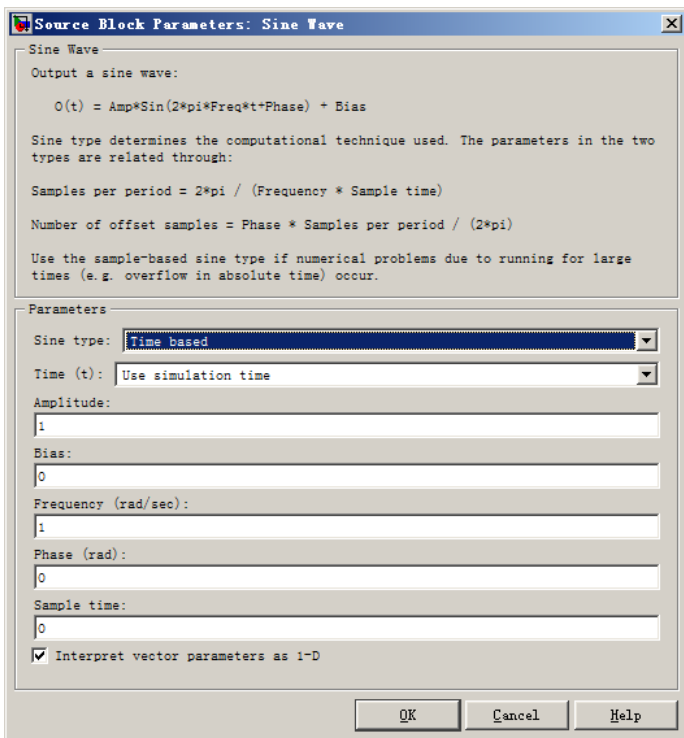 Source Block Parameters: Sine Wave
Sine Wave
Output a sine wave:
O(t) = Amp*Sin(2*pi*Freq*t+Phase) + Bias
Sine type determines the computational technique used. The parameters in the two
types are related through:
Samples per period = 2*pi / (Frequency * Sample time)
Number of offset samples = Phase * Samples per period / (2*pi)
Use the sample-based sine type if numerical problems due to running for large
times (e.g. overflow in absolute time) occur.
Parameters
Sine type: Time based
Time (t): Use simulation time
Amplitude:
1
Bias:
0
Frequency (rad/sec):
1
Phase (rad):
0
Sample time:
0
Interpret vector parameters as 1-D
OK Cancel Help